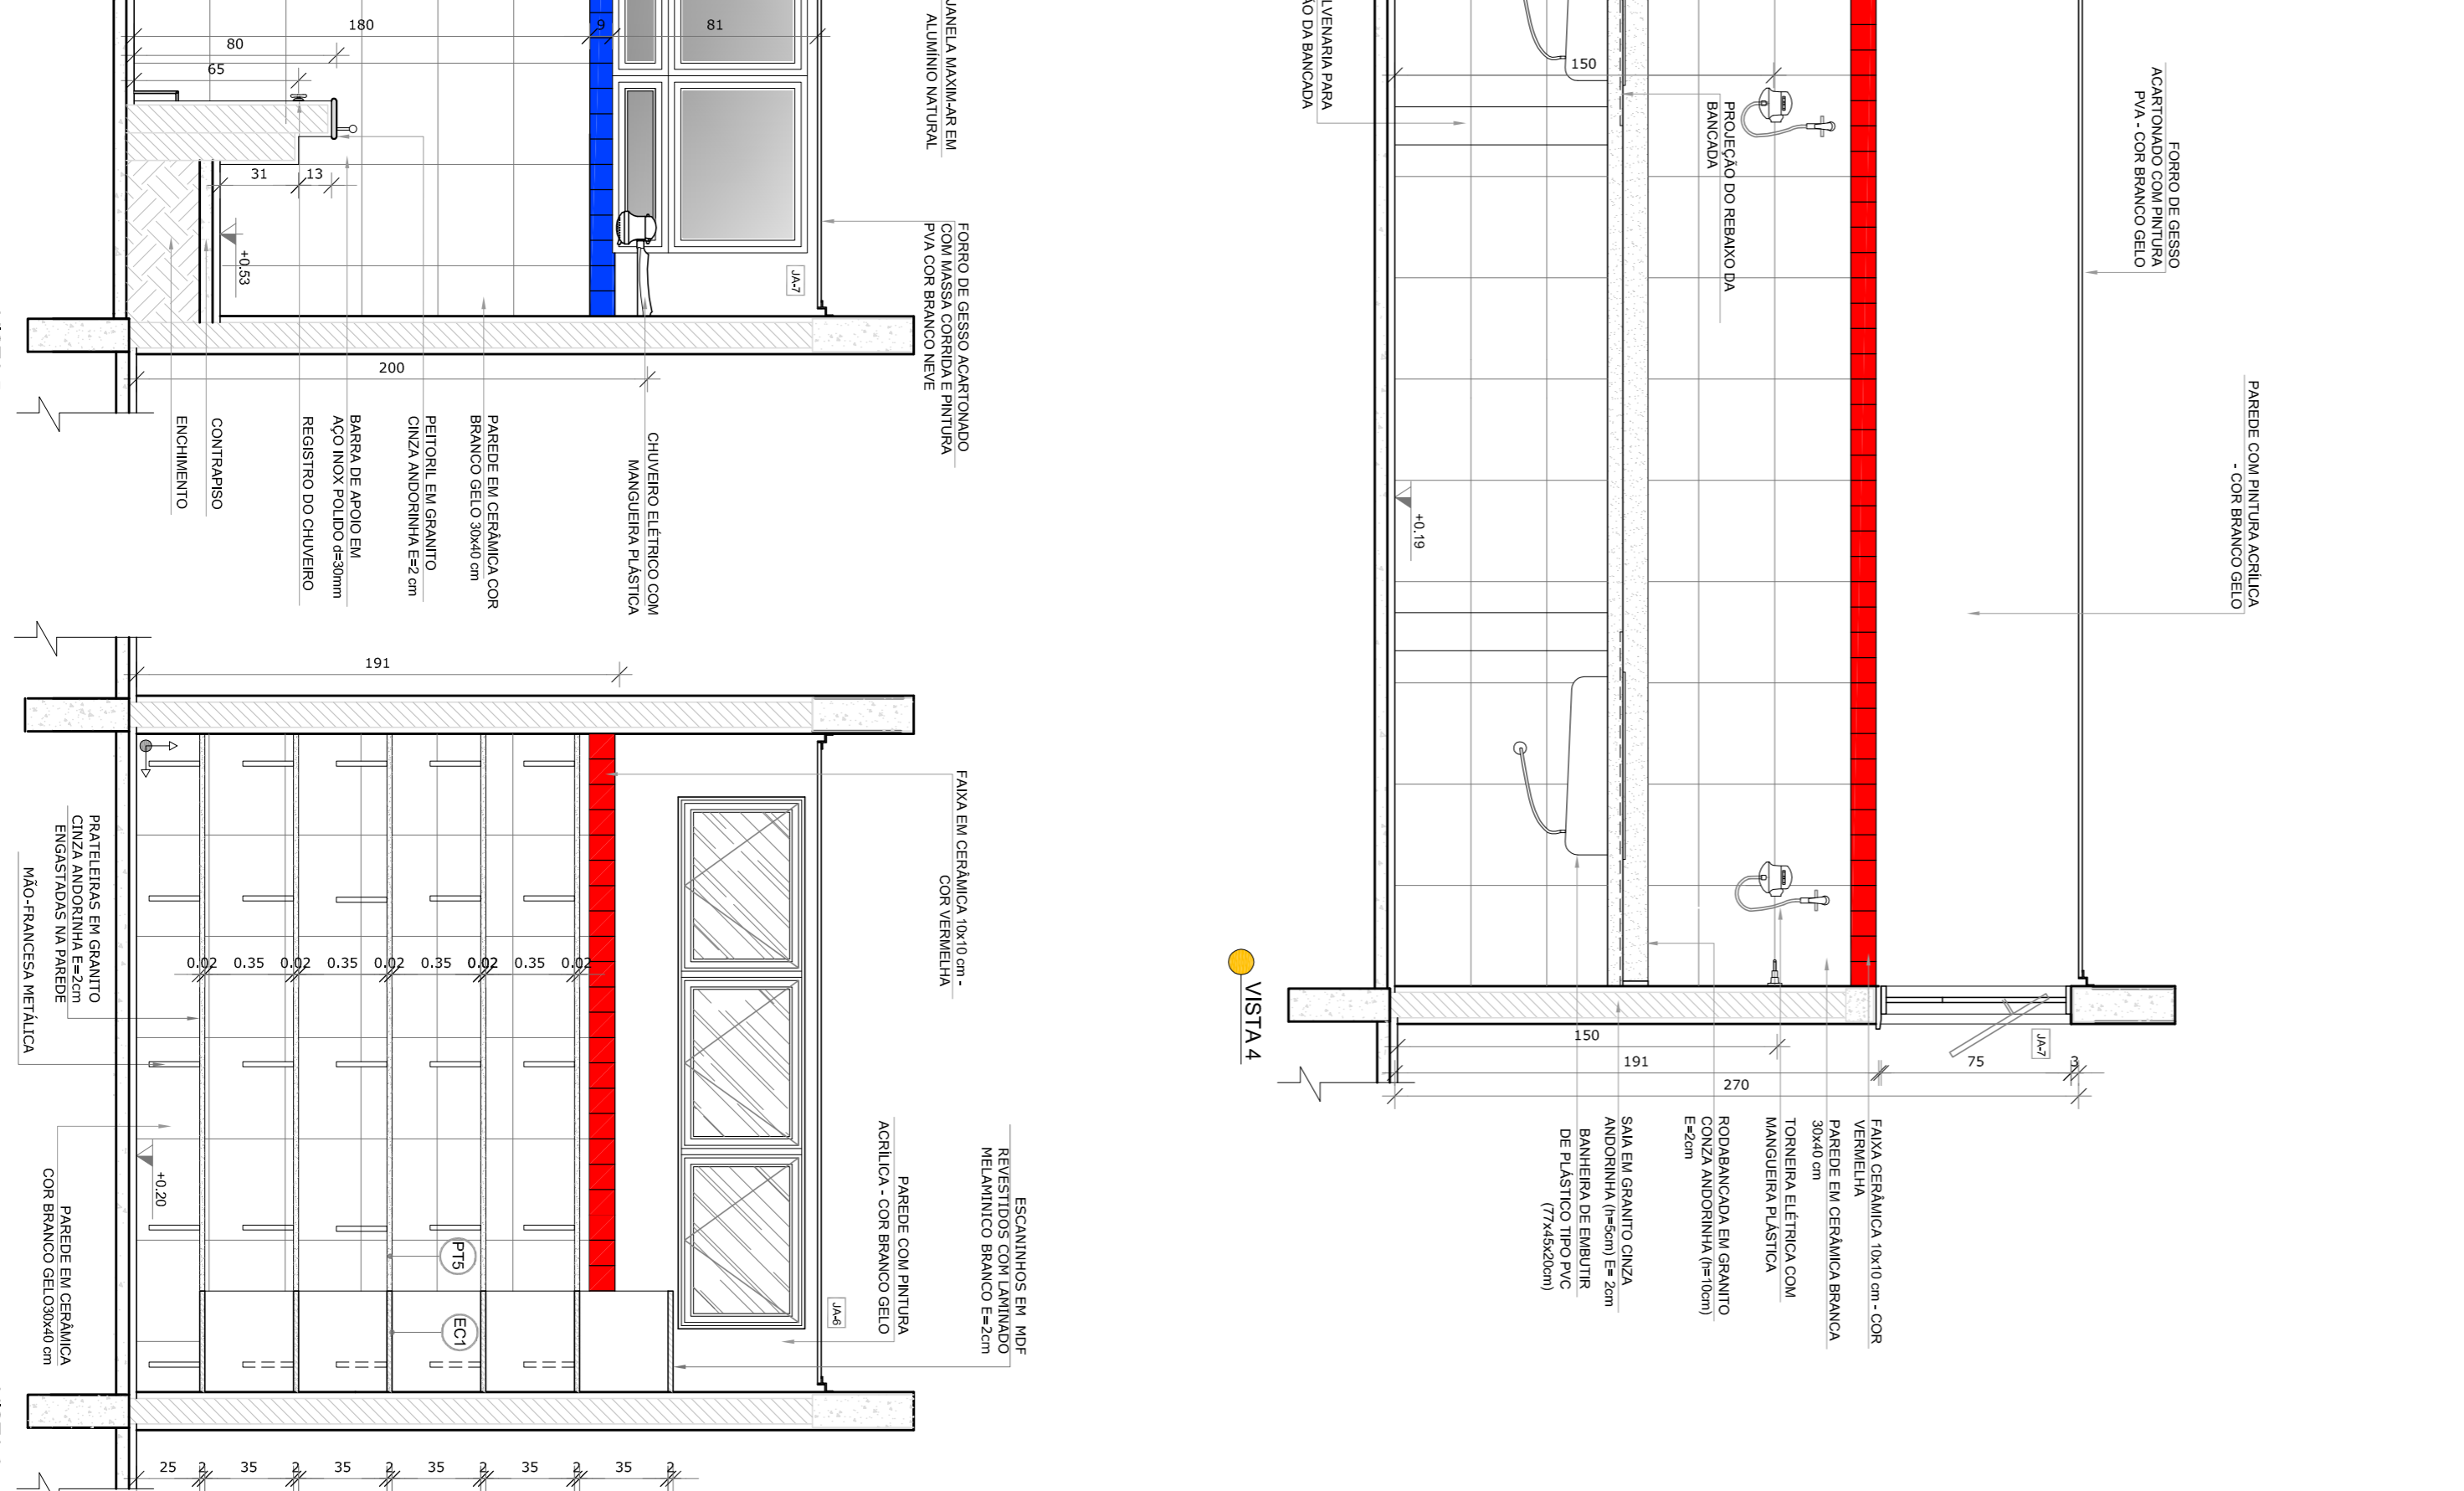 JANELA MAXIM-AR EM
ALUMÍNIO NATURAL
180
9
81
80
65
31
13
+0,53
JA-7
FORRO DE GESSO ACARTONADO
COM MASSA CORRIDA E PINTURA
PVA COR BRANCO NEVE
200
CHUVEIRO ELÉTRICO COM
MANGUEIRA PLÁSTICA
PAREDE EM CERÂMICA COR
BRANCO GELO 30x40 cm
PEITORIL EM GRANITO
CINZA ANDORINHA E=2 cm
BARRA DE APOIO EM
AÇO INOX POLIDO d=30mm
REGISTRO DO CHUVEIRO
CONTRAPISO
ENCHIMENTO
LVENARIA PARA
ÃO DA BANCADA
150
PROJEÇÃO DO REBAIXO DA
BANCADA
FORRO DE GESSO
ACARTONADO COM PINTURA
PVA - COR BRANCO GELO
PAREDE COM PINTURA ACRÍLICA
- COR BRANCO GELO
+0,19
VISTA 4
JA-7
150
191
75
3
270
FAIXA CERÂMICA 10x10 cm - COR
VERMELHA
PAREDE EM CERÂMICA BRANCA
30x40 cm
TORNEIRA ELÉTRICA COM
MANGUEIRA PLÁSTICA
RODABANCADA EM GRANITO
CONZA ANDORINHA (h=10cm)
E=2cm
SAIA EM GRANITO CINZA
ANDORINHA (h=5cm) E= 2cm
BANHEIRA DE EMBUTIR
DE PLÁSTICO TIPO PVC
(77x45x20cm)
191
FAIXA EM CERÂMICA 10x10 cm -
COR VERMELHA
PRATELEIRAS EM GRANITO
CINZA ANDORINHA E=2cm
ENGASTADAS NA PAREDE
MÃO-FRANCESA METÁLICA
0.02 0.35 0.02 0.35 0.02 0.35 0.02 0.35 0.02
+0.20
PT5
EC1
JA-6
PAREDE COM PINTURA
ACRÍLICA - COR BRANCO GELO
ESCANINHOS EM MDF
REVESTIDOS COM LAMINADO
MELAMINICO BRANCO E=2cm
PAREDE EM CERÂMICA
COR BRANCO GELO30x40 cm
25 2 35 2 35 2 35 2 35 2 35 2